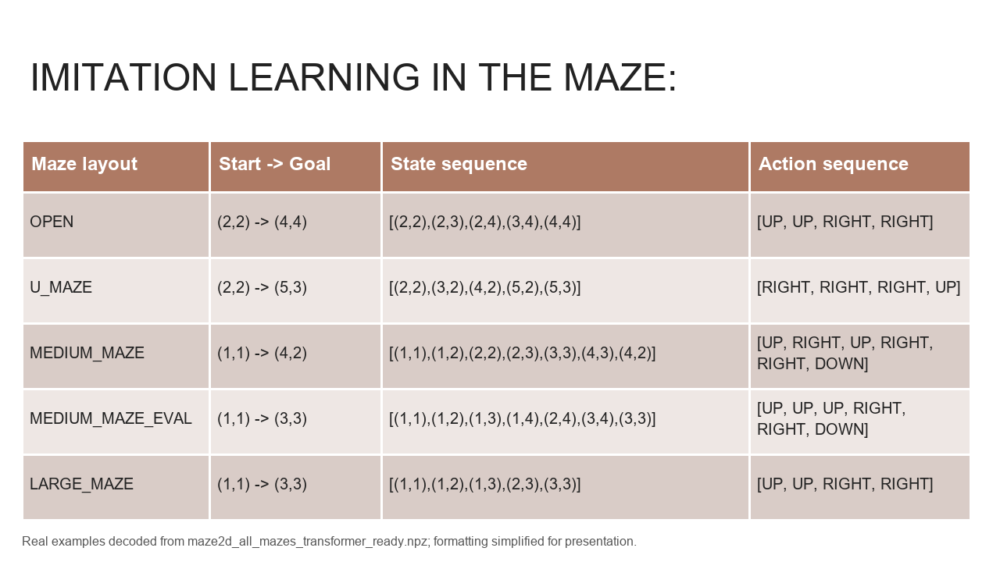 IMITATION LEARNING IN THE MAZE:
Maze layout
Start -> Goal
State sequence
Action sequence
OPEN
(2,2) -> (4,4)
[(2,2),(2,3),(2,4),(3,4),(4,4)]
[UP, UP, RIGHT, RIGHT]
U_MAZE
(2,2) -> (5,3)
[(2,2),(3,2),(4,2),(5,2),(5,3)]
[RIGHT, RIGHT, RIGHT, UP]
MEDIUM_MAZE
(1,1) -> (4,2)
[(1,1),(1,2),(2,2),(2,3),(3,3),(4,3),(4,2)]
[UP, RIGHT, UP, RIGHT,
RIGHT, DOWN]
MEDIUM_MAZE_EVAL
(1,1) -> (3,3)
[(1,1),(1,2),(1,3),(1,4),(2,4),(3,4),(3,3)]
[UP, UP, UP, RIGHT,
RIGHT, DOWN]
LARGE_MAZE
(1,1) -> (3,3)
[(1,1),(1,2),(1,3),(2,3),(3,3)]
[UP, UP, RIGHT, RIGHT]
Real examples decoded from maze2d_all_mazes_transformer_ready.npz; formatting simplified for presentation.